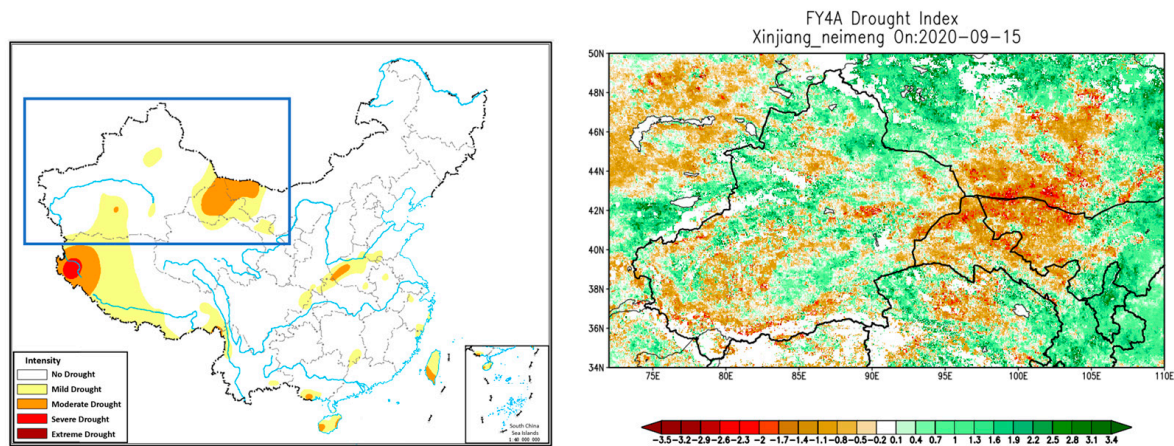 Intensity
No Drought
Mild Drought
Moderate Drought
Severe Drought
Extreme Drought
South China
Sea Islands
1: 40 000 000
FY4A Drought Index
Xinjiang_neimeng On:2020-09-15
50N
48N
46N
44N
42N
40N
38N
36N
34N
75E 80E 85E 90E 95E 100E 105E 110E
-3.5 -3.2 -2.9 -2.6 -2.3 -2 -1.7 -1.4 -1.1 -0.8 -0.5 -0.2 0.1 0.4 0.7 1 1.3 1.6 1.9 2.2 2.5 2.8 3.1 3.4